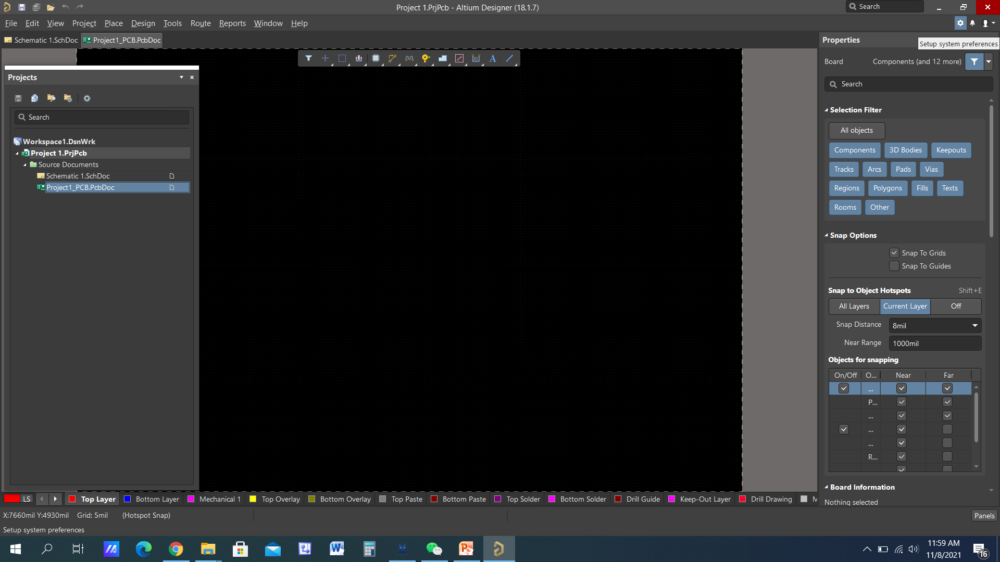 Project 1.PrjPcb - Altium Designer (18.1.7)
Search
File Edit View Project Place Design Tools Route Reports Window Help
Schematic 1.SchDoc
Project1_PCB.PcbDoc
Properties
Setup system preferences
Board
Components (and 12 more)
Search
Projects
Search
Workspace1.DsnWrk
Project 1.PrjPcb
Source Documents
Schematic 1.SchDoc
Project1_PCB.PcbDoc
Selection Filter
All objects
Components 3D Bodies Keepouts
Tracks Arcs Pads Vias
Regions Polygons Fills Texts
Rooms Other
Snap Options
Snap To Grids
Snap To Guides
Snap to Object Hotspots Shift+E
All Layers Current Layer Off
Snap Distance 8mil
Near Range 1000mil
Objects for snapping
On/Off O... Near Far
...
P...
...
...
...
R...
Board Information
Nothing selected
LS Top Layer Bottom Layer Mechanical 1 Top Overlay Bottom Overlay Top Paste Bottom Paste Top Solder Bottom Solder Drill Guide Keep-Out Layer Drill Drawing M
X:7660mil Y:4930mil Grid: 5mil (Hotspot Snap)
Panels
Setup system preferences
11:59 AM
11/8/2021
16